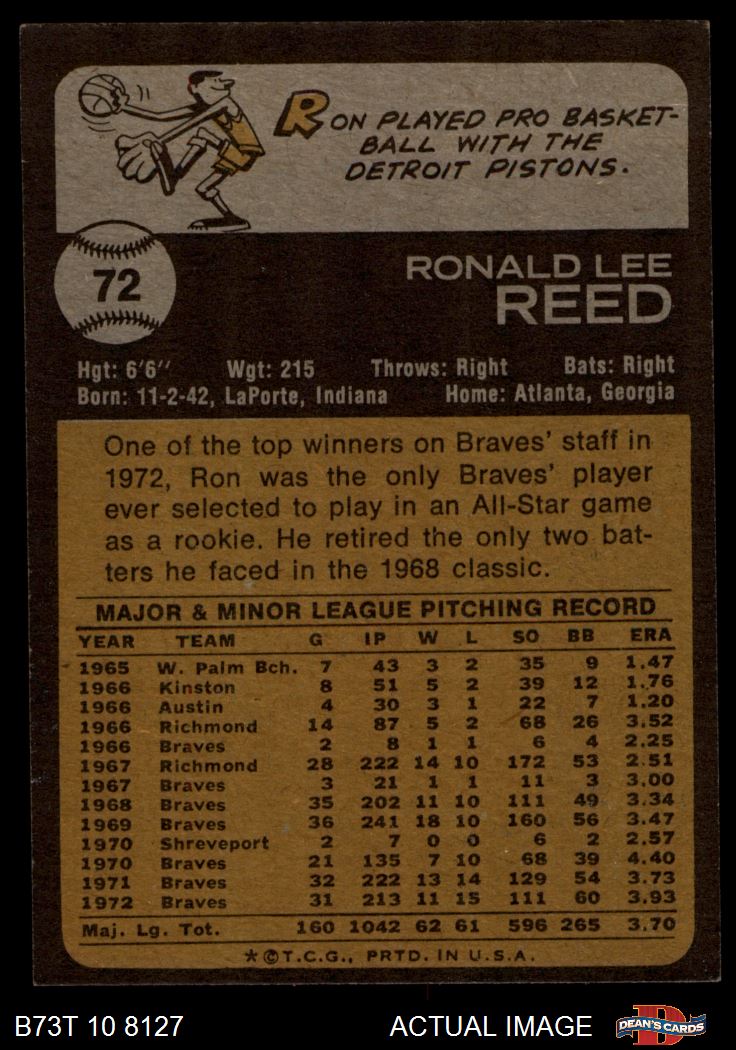 RON PLAYED PRO BASKET-
BALL WITH THE
DETROIT PISTONS.
72
RONALD LEE
REED
Hgt: 6'6" Wgt: 215 Throws: Right Bats: Right
Born: 11-2-42, LaPorte, Indiana Home: Atlanta, Georgia
One of the top winners on Braves' staff in
1972, Ron was the only Braves' player
ever selected to play in an All-Star game
as a rookie. He retired the only two bat-
ters he faced in the 1968 classic.
MAJOR & MINOR LEAGUE PITCHING RECORD
YEAR TEAM G IP W L SO BB ERA
1965 W. Palm Bch. 7 43 3 2 35 9 1.47
1966 Kinston 8 51 5 2 39 12 1.76
1966 Austin 4 30 3 1 22 7 1.20
1966 Richmond 14 87 5 2 68 26 3.52
1966 Braves 2 8 1 1 6 4 2.25
1967 Richmond 28 222 14 10 172 53 2.51
1967 Braves 3 21 1 1 11 3 3.00
1968 Braves 35 202 11 10 111 49 3.34
1969 Braves 36 241 18 10 160 56 3.47
1970 Shreveport 2 7 0 0 6 2 2.57
1970 Braves 21 135 7 10 68 39 4.40
1971 Braves 32 222 13 14 129 54 3.73
1972 Braves 31 213 11 15 111 60 3.93
Maj. Lg. Tot. 160 1042 62 61 596 265 3.70
*©T.C.G., PRTD. IN U.S.A.
B73T 10 8127 ACTUAL IMAGE D DEAN'S CARDS